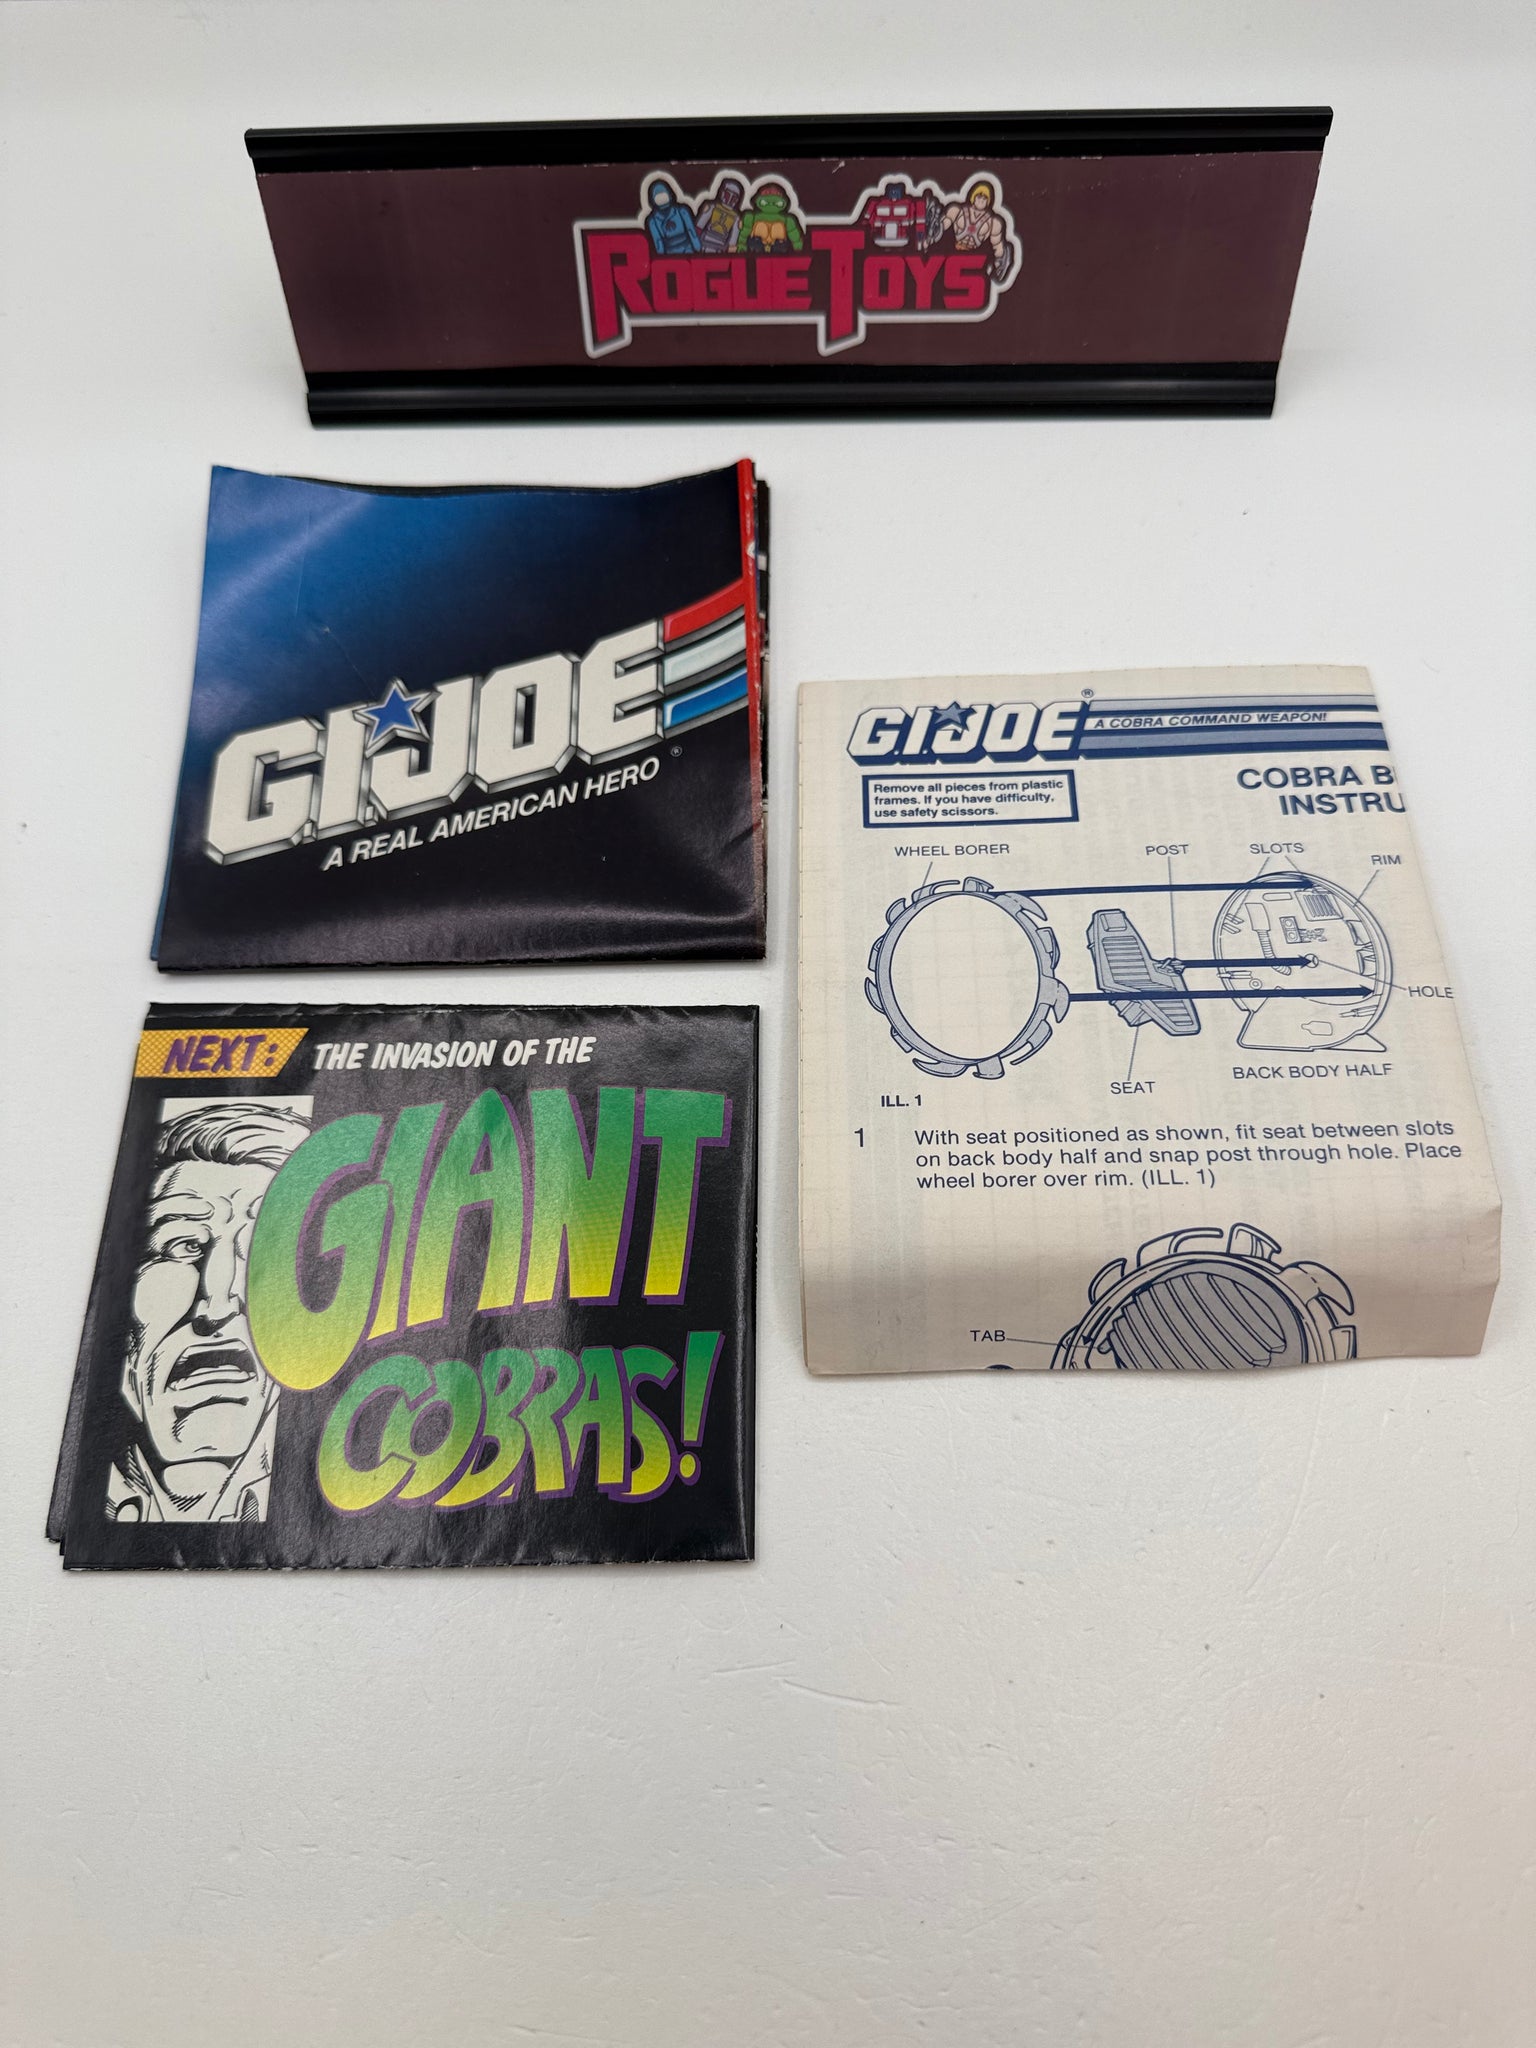 ROGUE TOYS
G.I.JOE
®
A REAL AMERICAN HERO
NEXT: THE INVASION OF THE
GIANT
COBRAS!
G.I.JOE®
A COBRA COMMAND WEAPON!
Remove all pieces from plastic
frames. If you have difficulty,
use safety scissors.
COBRA B
INSTRU
WHEEL BORER
POST
SLOTS
RIM
HOLE
SEAT
BACK BODY HALF
ILL. 1
1 With seat positioned as shown, fit seat between slots
on back body half and snap post through hole. Place
wheel borer over rim. (ILL. 1)
TAB